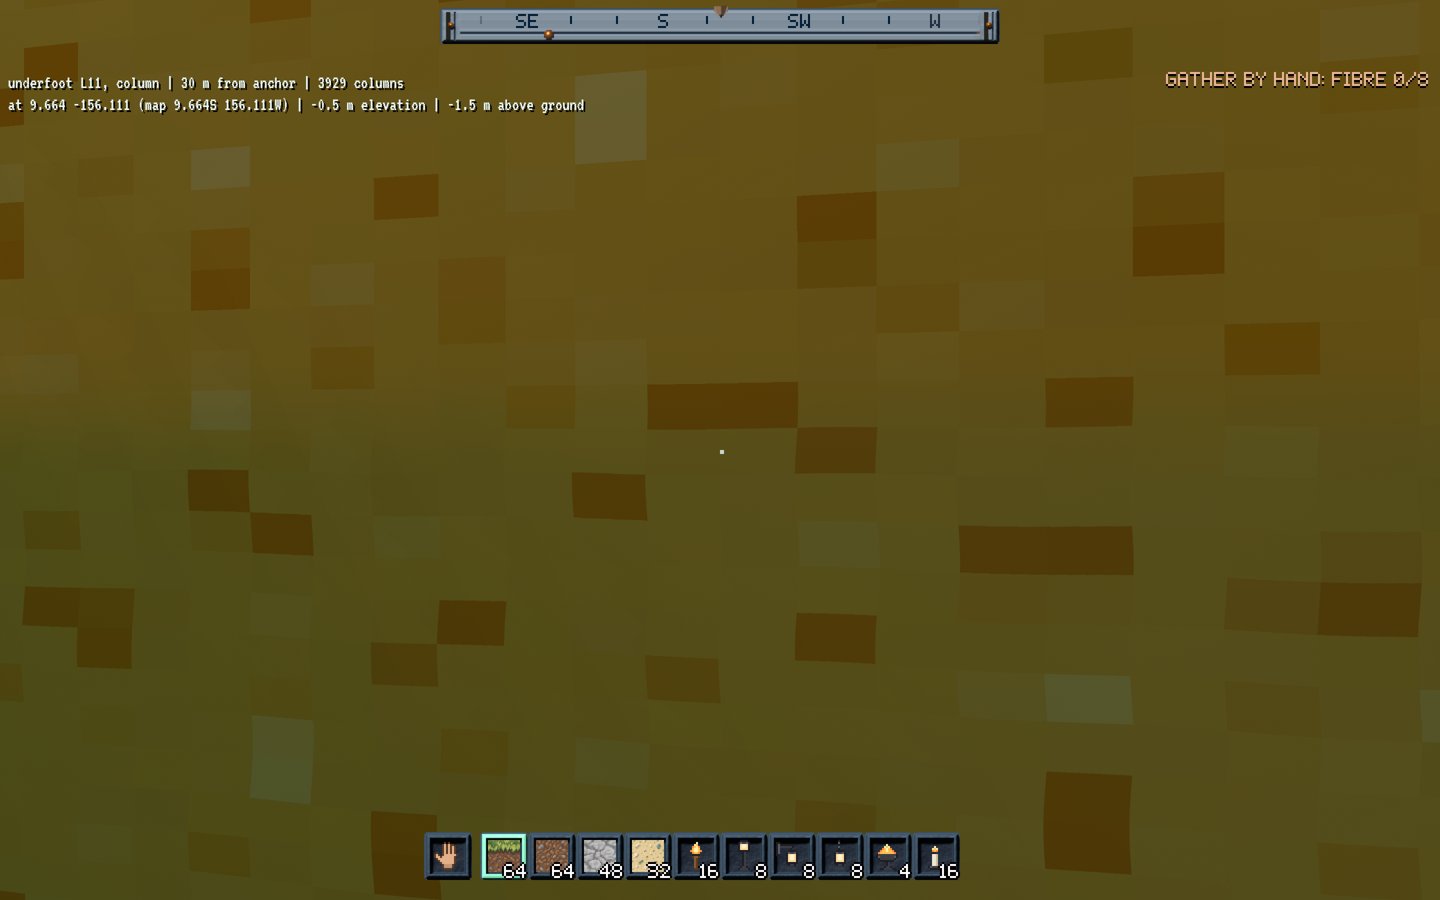 SE S SW W
underfoot L11, column | 30 m from anchor | 3929 columns
GATHER BY HAND: FIBRE 0/8
at 9.664 -156.111 (map 9.664S 156.111W) | -0.5 m elevation | -1.5 m above ground
64 64 48 32 16 8 8 8 4 16